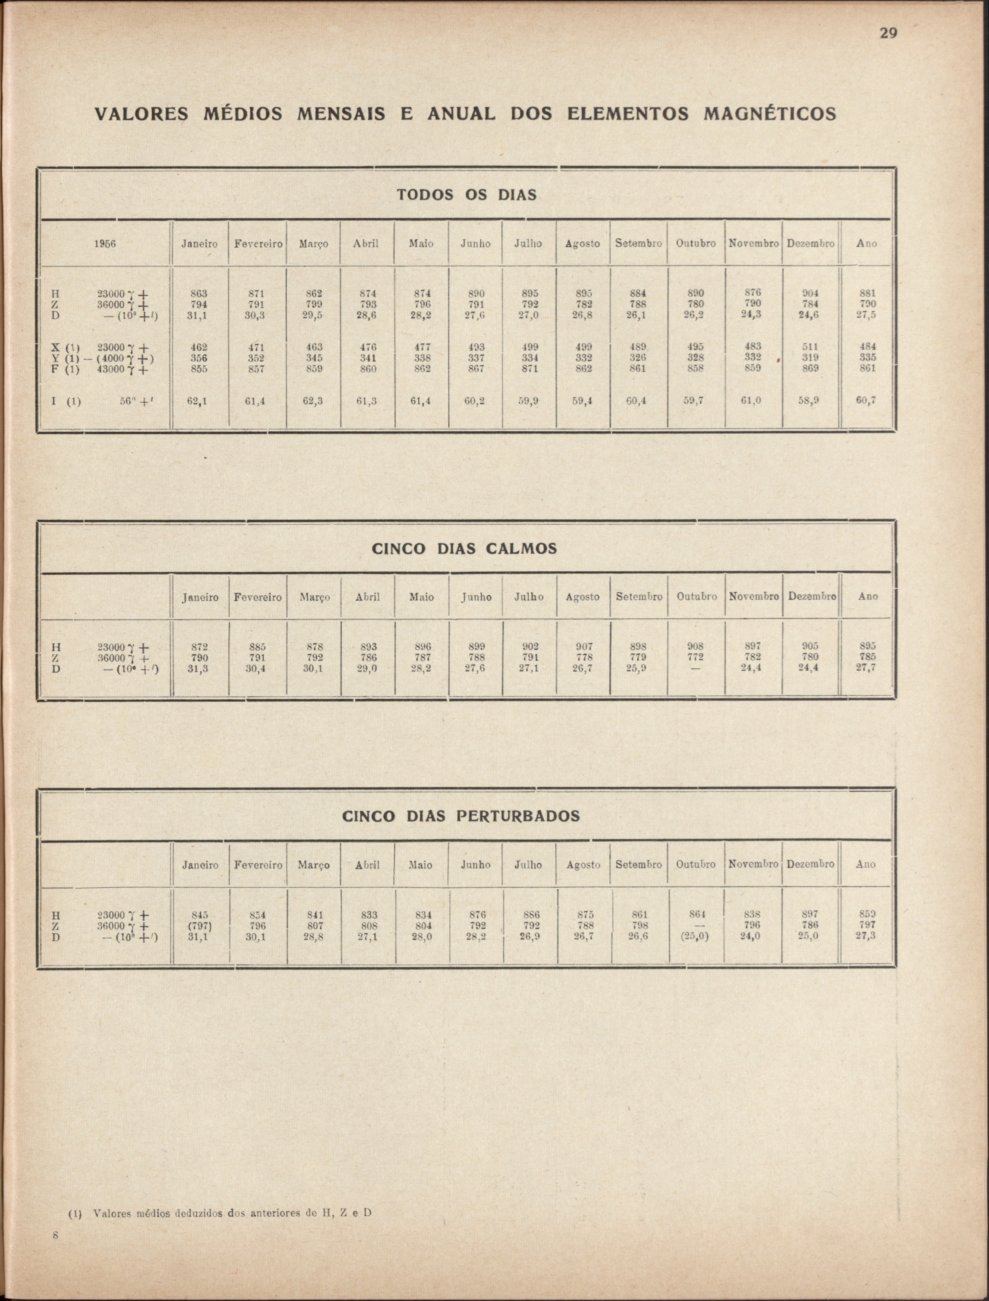 29
VALORES MÉDIOS MENSAIS E ANUAL DOS ELEMENTOS MAGNÉTICOS
TODOS OS DIAS
1956 Janeiro Fevereiro Março Abril Maio Junho Julho Agosto Setembro Outubro Novembro Dezembro Ano
H 23000 γ + 863 871 862 874 874 890 895 895 884 890 876 904 881
Z 36000 γ + 794 791 799 793 796 791 792 782 788 780 790 784 790
D — (10° +′) 31,1 30,3 29,5 28,6 28,2 27,6 27,0 26,8 26,1 26,2 24,3 24,6 27,5
X (1) 23000 γ + 462 471 463 476 477 493 499 499 489 495 483 511 484
Y (1) — (4000 γ +) 356 352 345 341 338 337 334 332 326 328 332 319 335
F (1) 43000 γ + 855 857 859 860 862 867 871 862 861 858 859 869 861
I (1) 56° +′ 62,1 61,4 62,3 61,3 61,4 60,2 59,9 59,4 60,4 59,7 61,0 58,9 60,7
CINCO DIAS CALMOS
Janeiro Fevereiro Março Abril Maio Junho Julho Agosto Setembro Outubro Novembro Dezembro Ano
H 23000 γ + 872 885 878 893 896 899 902 907 898 908 897 905 895
Z 36000 γ + 790 791 792 786 787 788 791 778 779 772 782 780 785
D — (10° +′) 31,3 30,4 30,1 29,0 28,2 27,6 27,1 26,7 25,9 — 24,4 24,4 27,7
CINCO DIAS PERTURBADOS
Janeiro Fevereiro Março Abril Maio Junho Julho Agosto Setembro Outubro Novembro Dezembro Ano
H 23000 γ + 845 854 841 833 834 876 886 875 861 864 838 897 859
Z 36000 γ + (797) 796 807 808 804 792 792 788 798 — 796 786 797
D — (10° +′) 31,1 30,1 28,8 27,1 28,0 28,2 26,9 26,7 26,6 (25,0) 24,0 25,0 27,3
(1) Valores médios deduzidos dos anteriores de H, Z e D
8